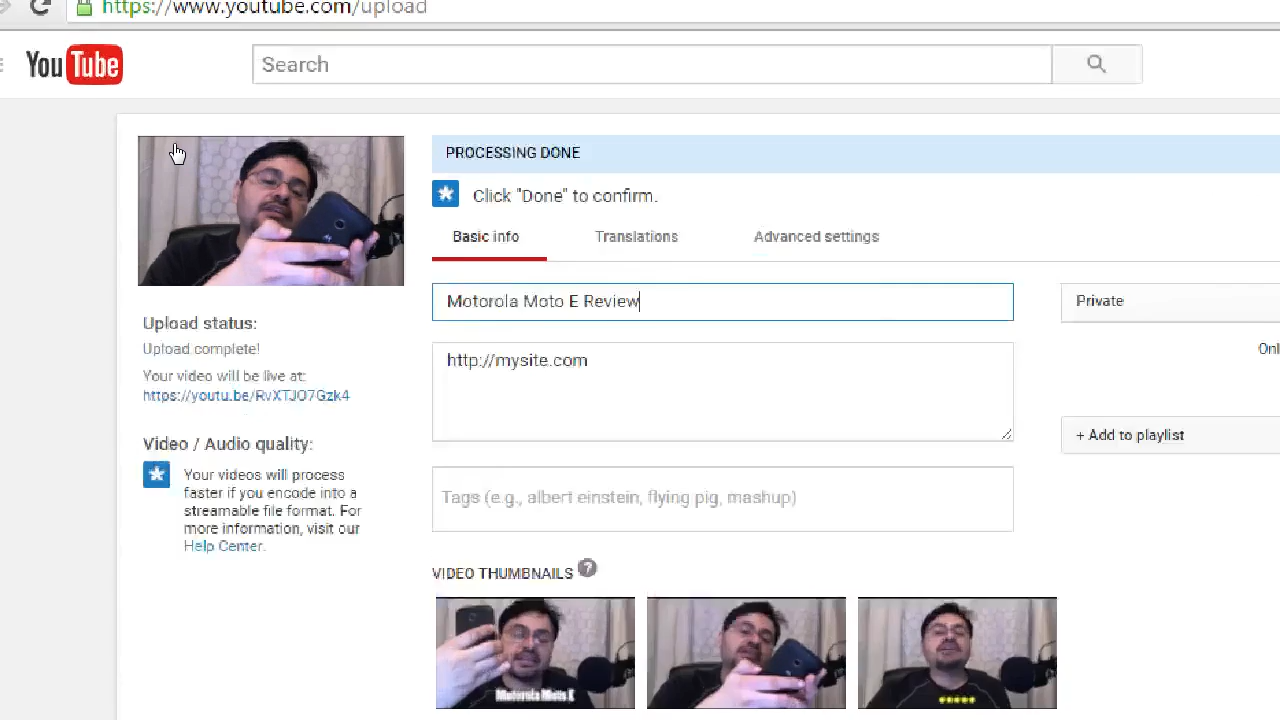 https://www.youtube.com/upload
YouTube
Search
PROCESSING DONE
Click "Done" to confirm.
Basic info
Translations
Advanced settings
Motorola Moto E Review
Private
Upload status:
Upload complete!
Your video will be live at:
https://youtu.be/RvXTJO7Gzk4
http://mysite.com
Onl
+ Add to playlist
Video / Audio quality:
Your videos will process
faster if you encode into a
streamable file format. For
more information, visit our
Help Center.
Tags (e.g., albert einstein, flying pig, mashup)
VIDEO THUMBNAILS ?